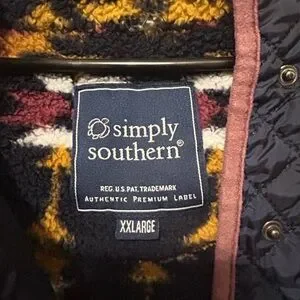 simply
southern®
REG. U.S. PAT. TRADEMARK
AUTHENTIC PREMIUM LABEL
XXLARGE